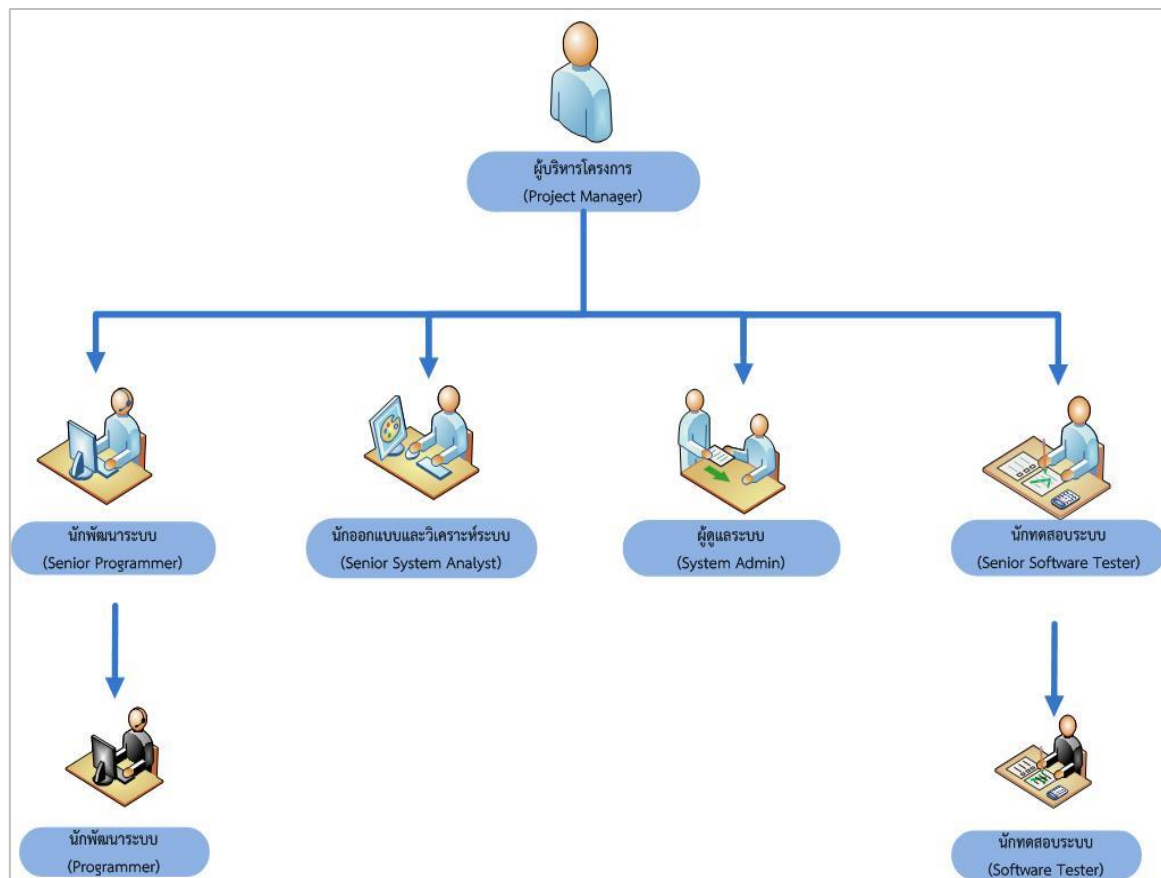 ผู้บริหารโครงการ
(Project Manager)
นักพัฒนาระบบ
(Senior Programmer)
นักออกแบบและวิเคราะห์ระบบ
(Senior System Analyst)
ผู้ดูแลระบบ
(System Admin)
นักทดสอบระบบ
(Senior Software Tester)
นักพัฒนาระบบ
(Programmer)
นักทดสอบระบบ
(Software Tester)